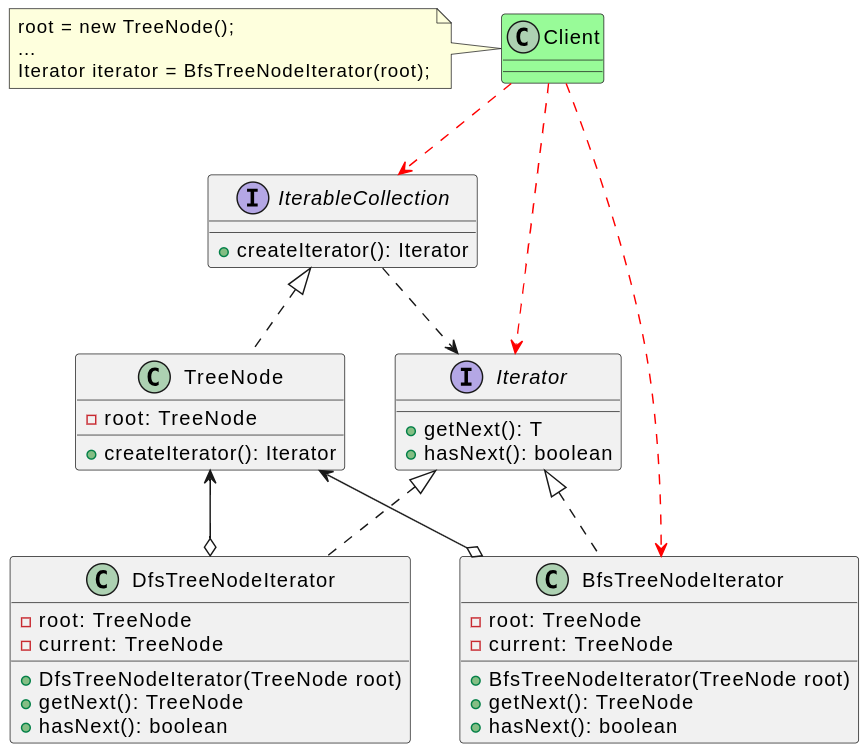 root = new TreeNode();
...
Iterator iterator = BfsTreeNodeIterator(root);
C Client
I IterableCollection
createIterator(): Iterator
C TreeNode
root: TreeNode
createIterator(): Iterator
I Iterator
getNext(): T
hasNext(): boolean
C DfsTreeNodeIterator
root: TreeNode
current: TreeNode
DfsTreeNodeIterator(TreeNode root)
getNext(): TreeNode
hasNext(): boolean
C BfsTreeNodeIterator
root: TreeNode
current: TreeNode
BfsTreeNodeIterator(TreeNode root)
getNext(): TreeNode
hasNext(): boolean